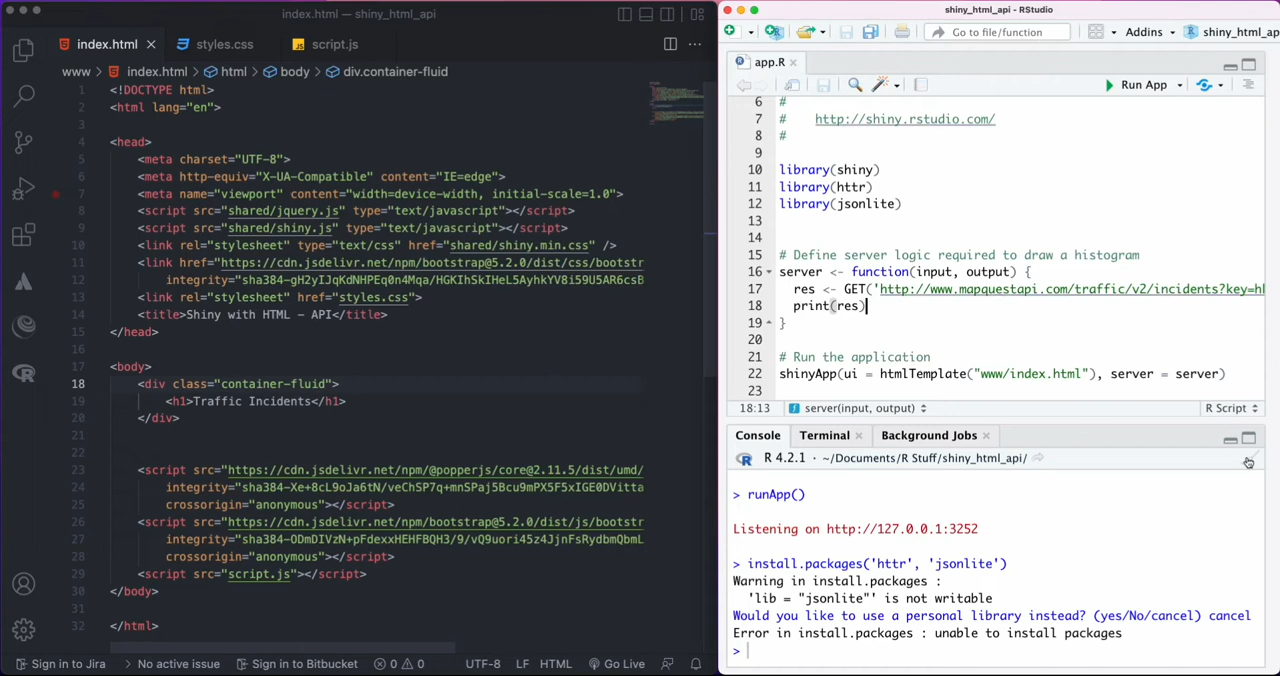 index.html — shiny_html_api
index.html
styles.css
script.js
www > index.html > html > body > div.container-fluid
1 <!DOCTYPE html>
2 <html lang="en">
3
4 <head>
5 <meta charset="UTF-8">
6 <meta http-equiv="X-UA-Compatible" content="IE=edge">
7 <meta name="viewport" content="width=device-width, initial-scale=1.0">
8 <script src="shared/jquery.js" type="text/javascript"></script>
9 <script src="shared/shiny.js" type="text/javascript"></script>
10 <link rel="stylesheet" type="text/css" href="shared/shiny.min.css" />
11 <link href="https://cdn.jsdelivr.net/npm/bootstrap@5.2.0/dist/css/bootstr
12 integrity="sha384-gH2yIJqKdNHPEq0n4Mqa/HGKIhSkIHeL5AyhkYV8i59U5AR6csB
13 <link rel="stylesheet" href="styles.css">
14 <title>Shiny with HTML - API</title>
15 </head>
16
17 <body>
18 <div class="container-fluid">
19 <h1>Traffic Incidents</h1>
20 </div>
21
22
23 <script src="https://cdn.jsdelivr.net/npm/@popperjs/core@2.11.5/dist/umd/
24 integrity="sha384-Xe+8cL9oJa6tN/veChSP7q+mnSPaj5Bcu9mPX5F5xIGE0DVitta
25 crossorigin="anonymous"></script>
26 <script src="https://cdn.jsdelivr.net/npm/bootstrap@5.2.0/dist/js/bootstr
27 integrity="sha384-ODmDIVzN+pFdexxHEHFBQH3/9/vQ9uori45z4JjnFsRydbmQbmL
28 crossorigin="anonymous"></script>
29 <script src="script.js"></script>
30 </body>
31
32 </html>
Sign in to Jira
No active issue
Sign in to Bitbucket
0 0
UTF-8
LF
HTML
Go Live
shiny_html_api - RStudio
Go to file/function
Addins
shiny_html_ap
app.R
Run App
6 #
7 # http://shiny.rstudio.com/
8 #
9
10 library(shiny)
11 library(httr)
12 library(jsonlite)
13
14
15 # Define server logic required to draw a histogram
16 server <- function(input, output) {
17 res <- GET('http://www.mapquestapi.com/traffic/v2/incidents?key=hl
18 print(res)
19 }
20
21 # Run the application
22 shinyApp(ui = htmlTemplate("www/index.html"), server = server)
23
18:13
server(input, output)
R Script
Console
Terminal
Background Jobs
R 4.2.1 · ~/Documents/R Stuff/shiny_html_api/
> runApp()
Listening on http://127.0.0.1:3252
> install.packages('httr', 'jsonlite')
Warning in install.packages :
'lib = "jsonlite"' is not writable
Would you like to use a personal library instead? (yes/No/cancel) cancel
Error in install.packages : unable to install packages
>